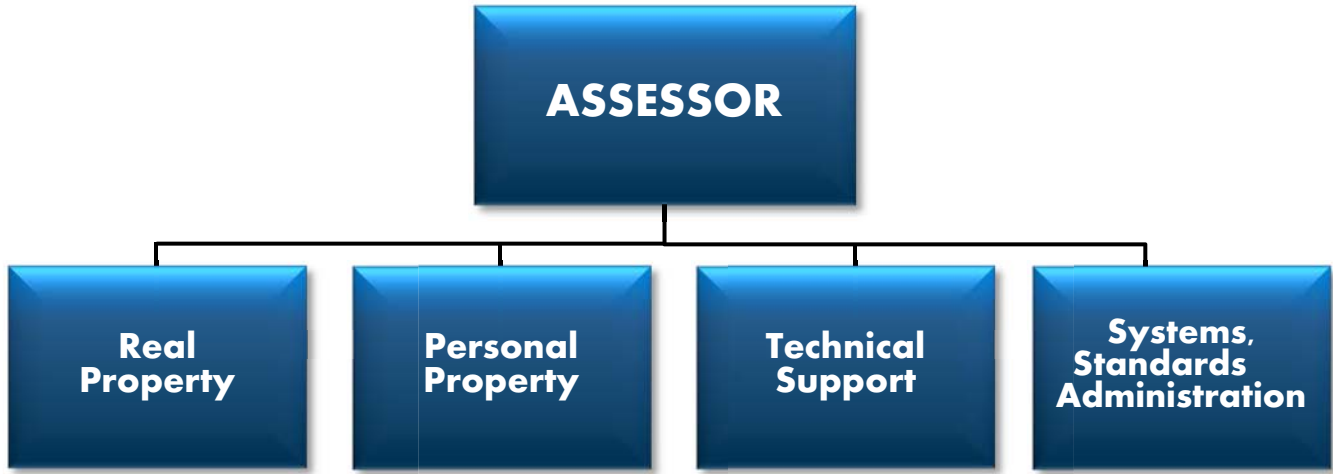 ASSESSOR
Real
Property
Personal
Property
Technical
Support
Systems,
Standards
Administration